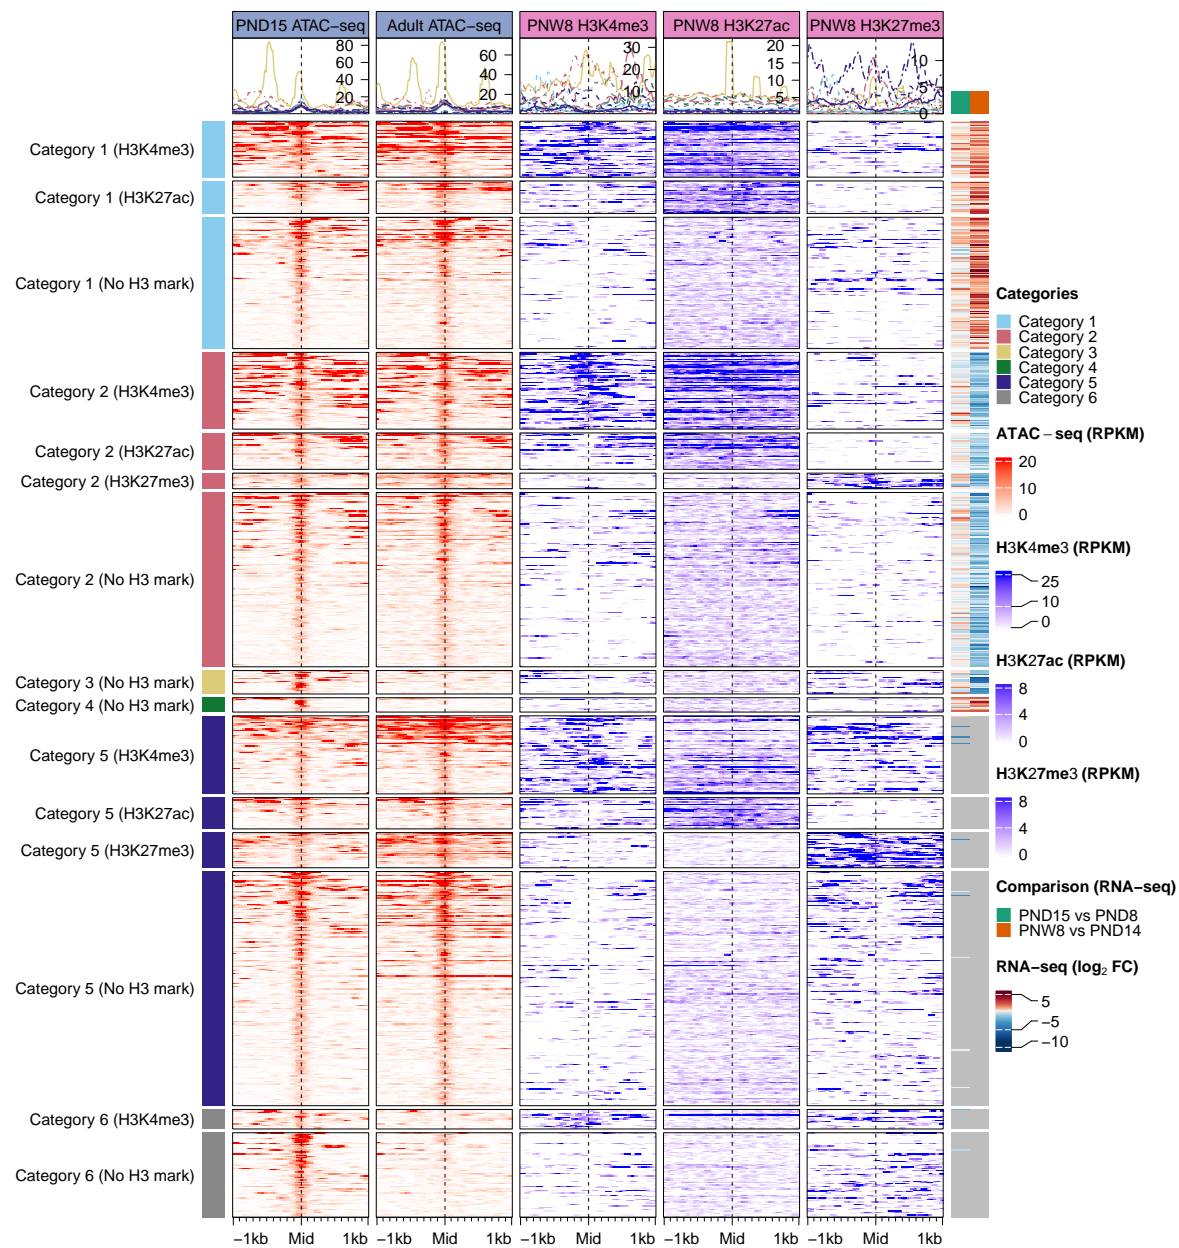 PND15 ATAC−seq
Adult ATAC−seq
PNW8 H3K4me3
PNW8 H3K27ac
PNW8 H3K27me3
80
60
40
20
60
40
20
30
20
10
20
15
10
5
10
5
0
Category 1 (H3K4me3)
Category 1 (H3K27ac)
Category 1 (No H3 mark)
Category 2 (H3K4me3)
Category 2 (H3K27ac)
Category 2 (H3K27me3)
Category 2 (No H3 mark)
Category 3 (No H3 mark)
Category 4 (No H3 mark)
Category 5 (H3K4me3)
Category 5 (H3K27ac)
Category 5 (H3K27me3)
Category 5 (No H3 mark)
Category 6 (H3K4me3)
Category 6 (No H3 mark)
−1kb Mid 1kb
−1kb Mid 1kb
−1kb Mid 1kb
−1kb Mid 1kb
−1kb Mid 1kb
Categories
Category 1
Category 2
Category 3
Category 4
Category 5
Category 6
ATAC−seq (RPKM)
20
10
0
H3K4me3 (RPKM)
25
10
0
H3K27ac (RPKM)
8
4
0
H3K27me3 (RPKM)
8
4
0
Comparison (RNA−seq)
PND15 vs PND8
PNW8 vs PND14
RNA−seq (log₂ FC)
5
−5
−10